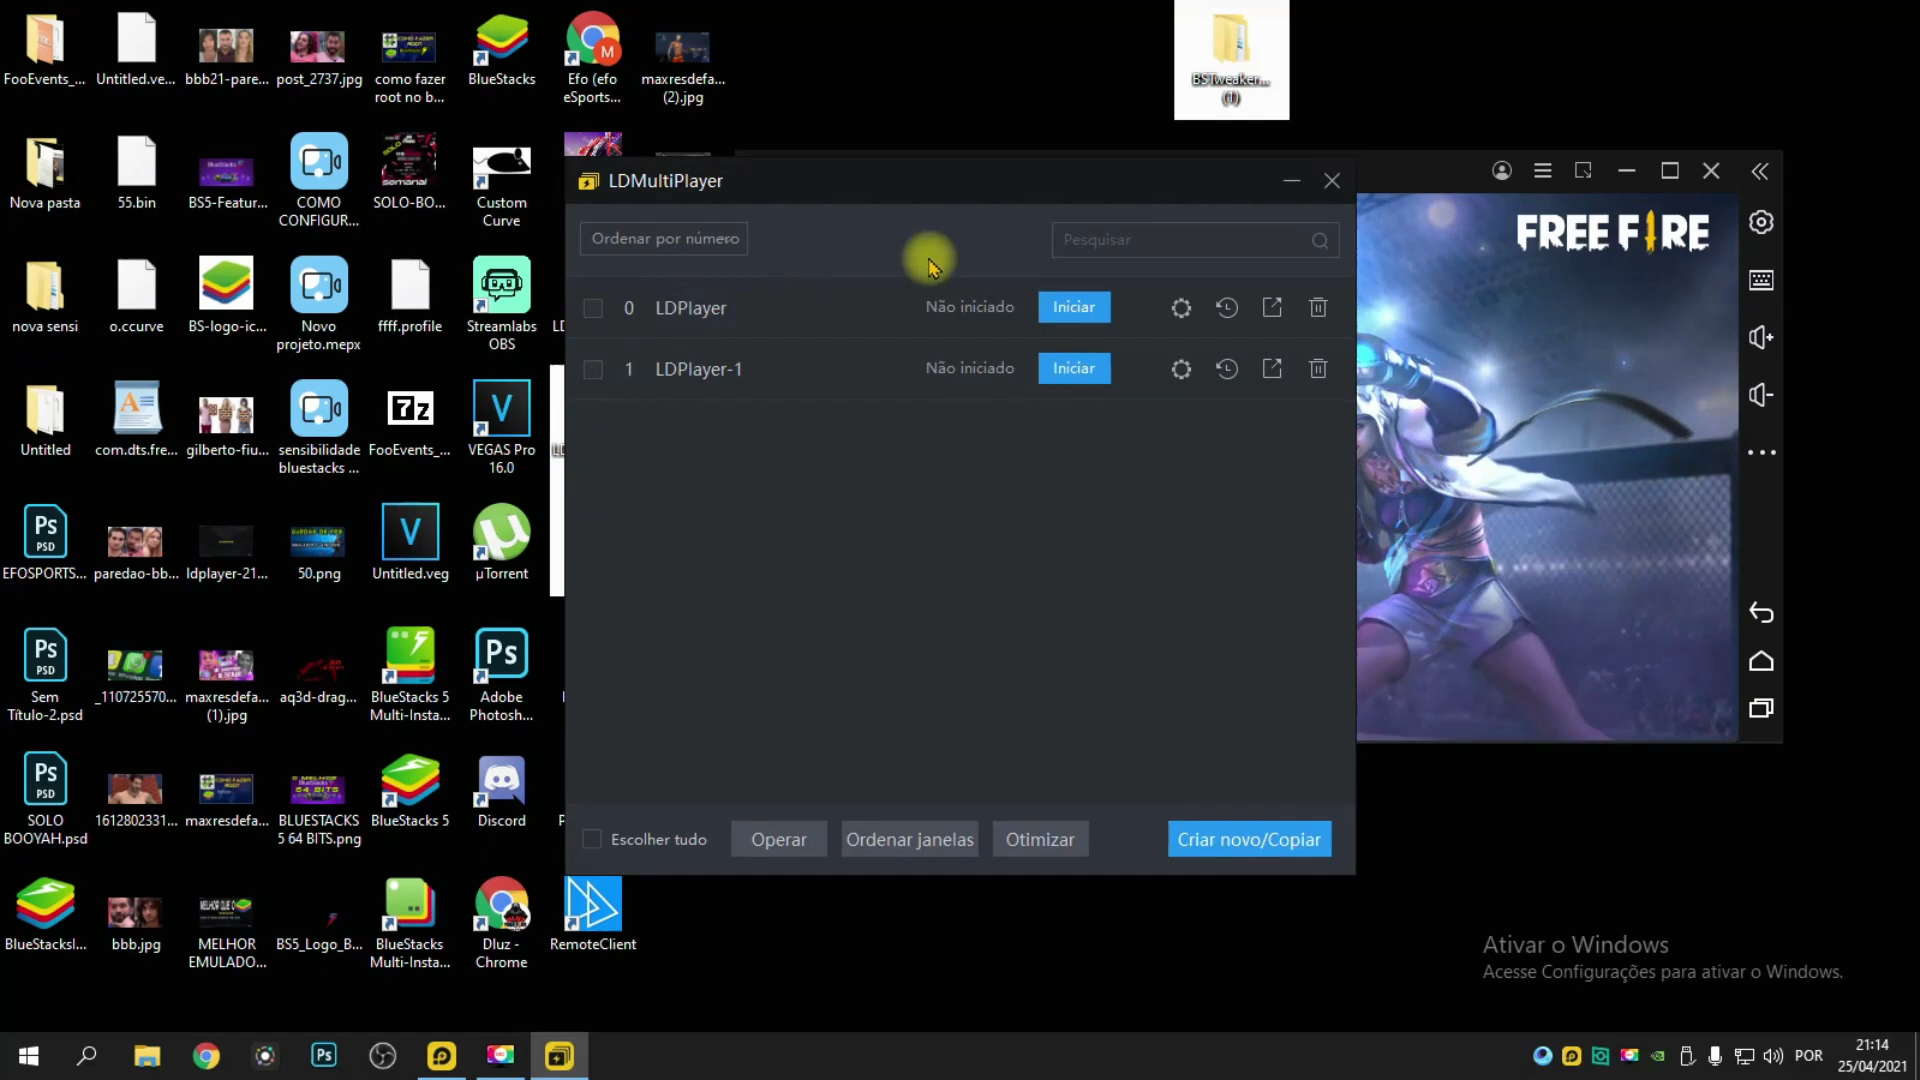 FooEvents_...
Untitled.ve...
bbb21-pare...
post_2737.jpg
como fazer
root no b...
BlueStacks
Efo (efo
eSports...
maxresdefa...
(2).jpg
BSTweaker...
(1)
Nova pasta
55.bin
BS5-Featur...
COMO
CONFIGUR...
SOLO-BO...
Custom
Curve
nova sensi
o.ccurve
BS-logo-ic...
Novo
projeto.mepx
ffff.profile
Streamlabs
OBS
Untitled
com.dts.fre...
gilberto-fiu...
sensibilidade
bluestacks ...
FooEvents_...
VEGAS Pro
16.0
EFOSPORTS...
paredao-bb...
ldplayer-21...
50.png
Untitled.veg
µTorrent
Sem
Título-2.psd
_110725570...
maxresdefa...
(1).jpg
aq3d-drag...
BlueStacks 5
Multi-Insta...
Adobe
Photosh...
SOLO
BOOYAH.psd
1612802331...
maxresdefa...
BLUESTACKS
5 64 BITS.png
BlueStacks 5
Discord
BlueStacksI...
bbb.jpg
MELHOR
EMULADO...
BS5_Logo_B...
BlueStacks
Multi-Insta...
Dluz -
Chrome
RemoteClient
LDMultiPlayer
Ordenar por número
Pesquisar
0 LDPlayer Não iniciado Iniciar
1 LDPlayer-1 Não iniciado Iniciar
Escolher tudo
Operar
Ordenar janelas
Otimizar
Criar novo/Copiar
FREE FIRE
Ativar o Windows
Acesse Configurações para ativar o Windows.
POR
21:14
25/04/2021